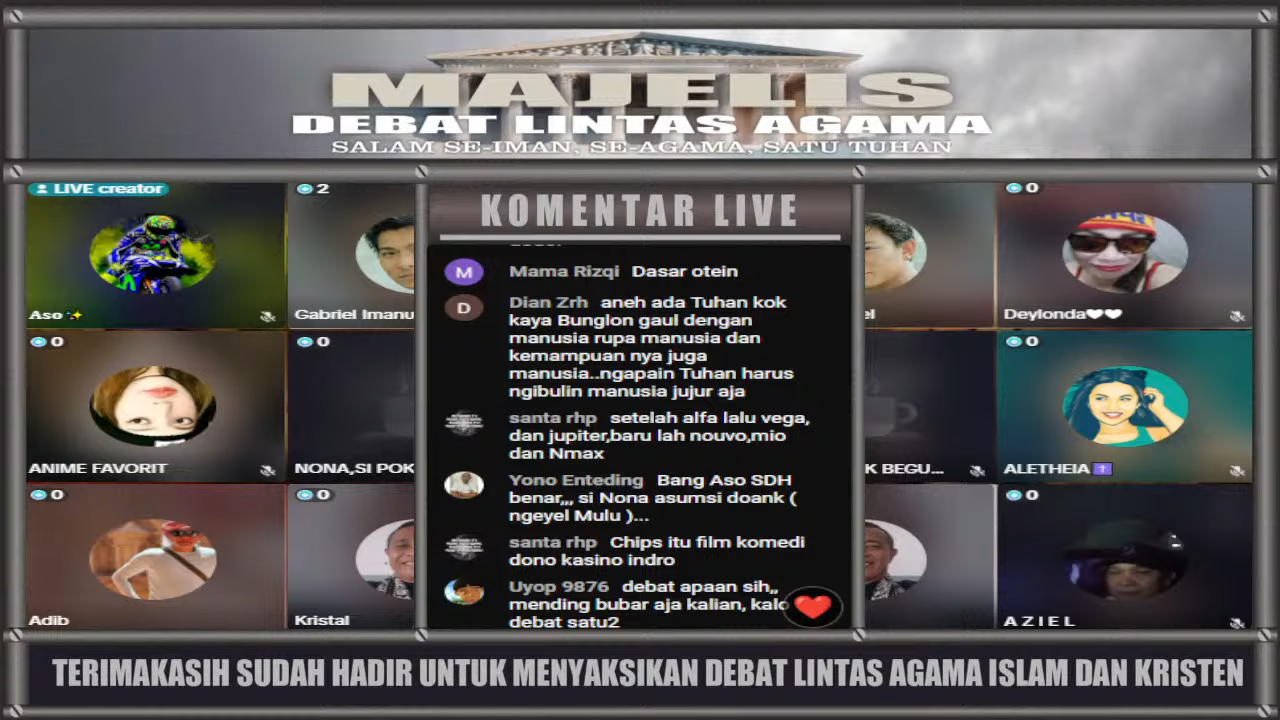 MAJELIS
DEBAT LINTAS AGAMA
SALAM SE-IMAN, SE-AGAMA, SATU TUHAN
LIVE creator
2
0
KOMENTAR LIVE
Aso
Gabriel Imanu
el
Deylonda
Mama Rizqi Dasar otein
Dian Zrh aneh ada Tuhan kok
kaya Bunglon gaul dengan
manusia rupa manusia dan
kemampuan nya juga
manusia..ngapain Tuhan harus
ngibulin manusia jujur aja
santa rhp setelah alfa lalu vega,
dan jupiter,baru lah nouvo,mio
dan Nmax
Yono Enteding Bang Aso SDH
benar,,, si Nona asumsi doank (
ngeyel Mulu )...
santa rhp Chips itu film komedi
dono kasino indro
Uyop 9876 debat apaan sih,,
mending bubar aja kalian, kalo
debat satu2
M
D
0
0
0
ANIME FAVORIT
NONA,SI POK
K BEGU...
ALETHEIA
0
0
0
Adib
Kristal
A Z I E L
TERIMAKASIH SUDAH HADIR UNTUK MENYAKSIKAN DEBAT LINTAS AGAMA ISLAM DAN KRISTEN